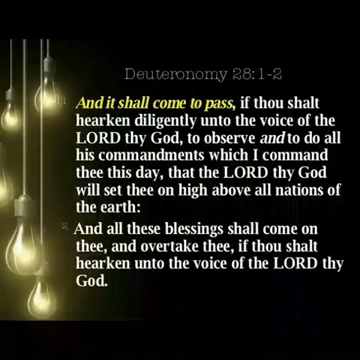 Deuteronomy 28:1-2
1 And it shall come to pass, if thou shalt
hearken diligently unto the voice of the
LORD thy God, to observe and to do all
his commandments which I command
thee this day, that the LORD thy God
will set thee on high above all nations of
the earth:
2 And all these blessings shall come on
thee, and overtake thee, if thou shalt
hearken unto the voice of the LORD thy
God.